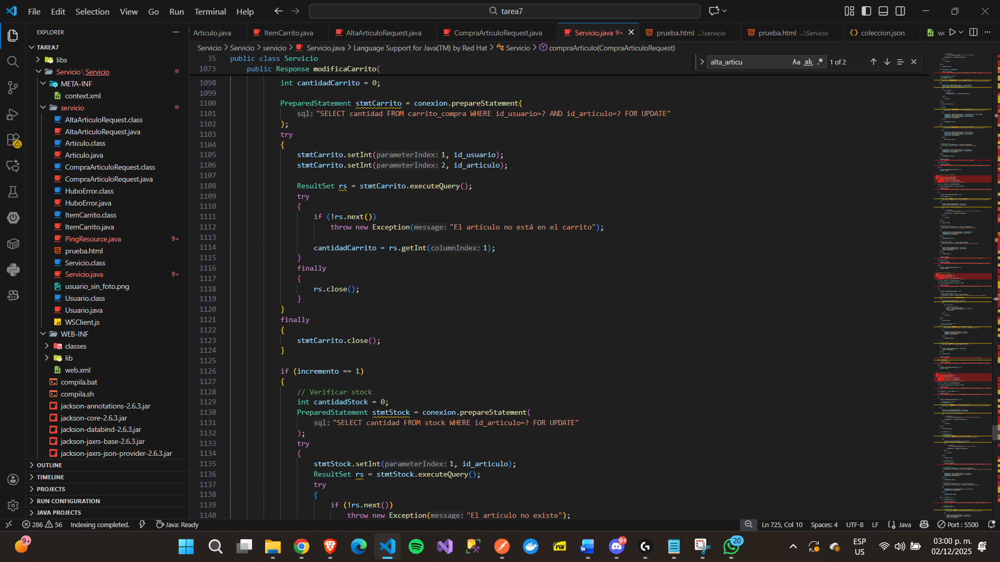 File Edit Selection View Go Run Terminal Help
tarea7
EXPLORER
TAREA7
libs
Servicio \ Servicio
META-INF
context.xml
servicio
AltaArticuloRequest.class
AltaArticuloRequest.java
Articulo.class
Articulo.java
CompraArticuloRequest.class
CompraArticuloRequest.java
HuboError.class
HuboError.java
ItemCarrito.class
ItemCarrito.java
PingResource.java 9+
prueba.html
Servicio.class
Servicio.java 9+
usuario_sin_foto.png
Usuario.class
Usuario.java
WSClient.js
WEB-INF
classes
lib
web.xml
compila.bat
compila.sh
jackson-annotations-2.6.3.jar
jackson-core-2.6.3.jar
jackson-databind-2.6.3.jar
jackson-jaxrs-base-2.6.3.jar
jackson-jaxrs-json-provider-2.6.3.jar
OUTLINE
TIMELINE
PROJECTS
RUN CONFIGURATION
JAVA PROJECTS
Articulo.java ItemCarrito.java AltaArticuloRequest.java CompraArticuloRequest.java Servicio.java 9+ prueba.html ...\servicio prueba.html ...\Servicio coleccion.json we
Servicio > Servicio > servicio > Servicio.java > Language Support for Java(TM) by Red Hat > Servicio > compraArticulo(CompraArticuloRequest)
alta_articu Aa ab .* 1 of 2
35 public class Servicio
1073 public Response modificaCarrito(
1098 int cantidadCarrito = 0;
1099
1100 PreparedStatement stmtCarrito = conexion.prepareStatement(
1101 sql: "SELECT cantidad FROM carrito_compra WHERE id_usuario=? AND id_articulo=? FOR UPDATE"
1102 );
1103 try
1104 {
1105 stmtCarrito.setInt(parameterIndex: 1, id_usuario);
1106 stmtCarrito.setInt(parameterIndex: 2, id_articulo);
1107
1108 ResultSet rs = stmtCarrito.executeQuery();
1109 try
1110 {
1111 if (!rs.next())
1112 throw new Exception(message: "El artículo no está en el carrito");
1113
1114 cantidadCarrito = rs.getInt(columnIndex: 1);
1115 }
1116 finally
1117 {
1118 rs.close();
1119 }
1120 }
1121 finally
1122 {
1123 stmtCarrito.close();
1124 }
1125
1126 if (incremento == 1)
1127 {
1128 // Verificar stock
1129 int cantidadStock = 0;
1130 PreparedStatement stmtStock = conexion.prepareStatement(
1131 sql: "SELECT cantidad FROM stock WHERE id_articulo=? FOR UPDATE"
1132 );
1133 try
1134 {
1135 stmtStock.setInt(parameterIndex: 1, id_articulo);
1136 ResultSet rs = stmtStock.executeQuery();
1137 try
1138 {
1139 if (!rs.next())
1140 throw new Exception(message: "El artículo no existe");
286 56 Indexing completed. Java: Ready
Ln 725, Col 10 Spaces: 4 UTF-8 LF Java Port : 5500
9+
PDF
9+
20
ESP
US
03:00 p. m.
02/12/2025